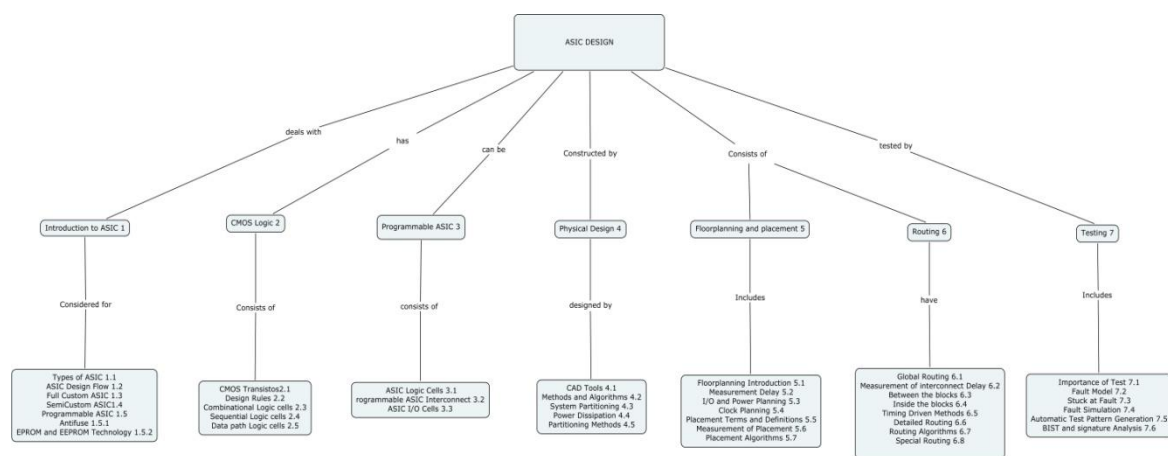 ASIC DESIGN
deals with
has
can be
Constructed by
Consists of
tested by
Introduction to ASIC 1
CMOS Logic 2
Programmable ASIC 3
Physical Design 4
Floorplanning and placement 5
Routing 6
Testing 7
Considered for
Consists of
consists of
designed by
Includes
have
Includes
Types of ASIC 1.1
ASIC Design Flow 1.2
Full Custom ASIC 1.3
SemiCustom ASIC1.4
Programmable ASIC 1.5
Antifuse 1.5.1
EPROM and EEPROM Technology 1.5.2
CMOS Transistos2.1
Design Rules 2.2
Combinational Logic cells 2.3
Sequential Logic cells 2.4
Data path Logic cells 2.5
ASIC Logic Cells 3.1
rogrammable ASIC Interconnect 3.2
ASIC I/O Cells 3.3
CAD Tools 4.1
Methods and Algorithms 4.2
System Partitioning 4.3
Power Dissipation 4.4
Partitioning Methods 4.5
Floorplanning Introduction 5.1
Measurement Delay 5.2
I/O and Power Planning 5.3
Clock Planning 5.4
Placement Terms and Definitions 5.5
Measurement of Placement 5.6
Placement Algorithms 5.7
Global Routing 6.1
Measurement of interconnect Delay 6.2
Between the blocks 6.3
Inside the blocks 6.4
Timing Driven Methods 6.5
Detailed Routing 6.6
Routing Algorithms 6.7
Special Routing 6.8
Importance of Test 7.1
Fault Model 7.2
Stuck at Fault 7.3
Fault Simulation 7.4
Automatic Test Pattern Generation 7.5
BIST and signature Analysis 7.6